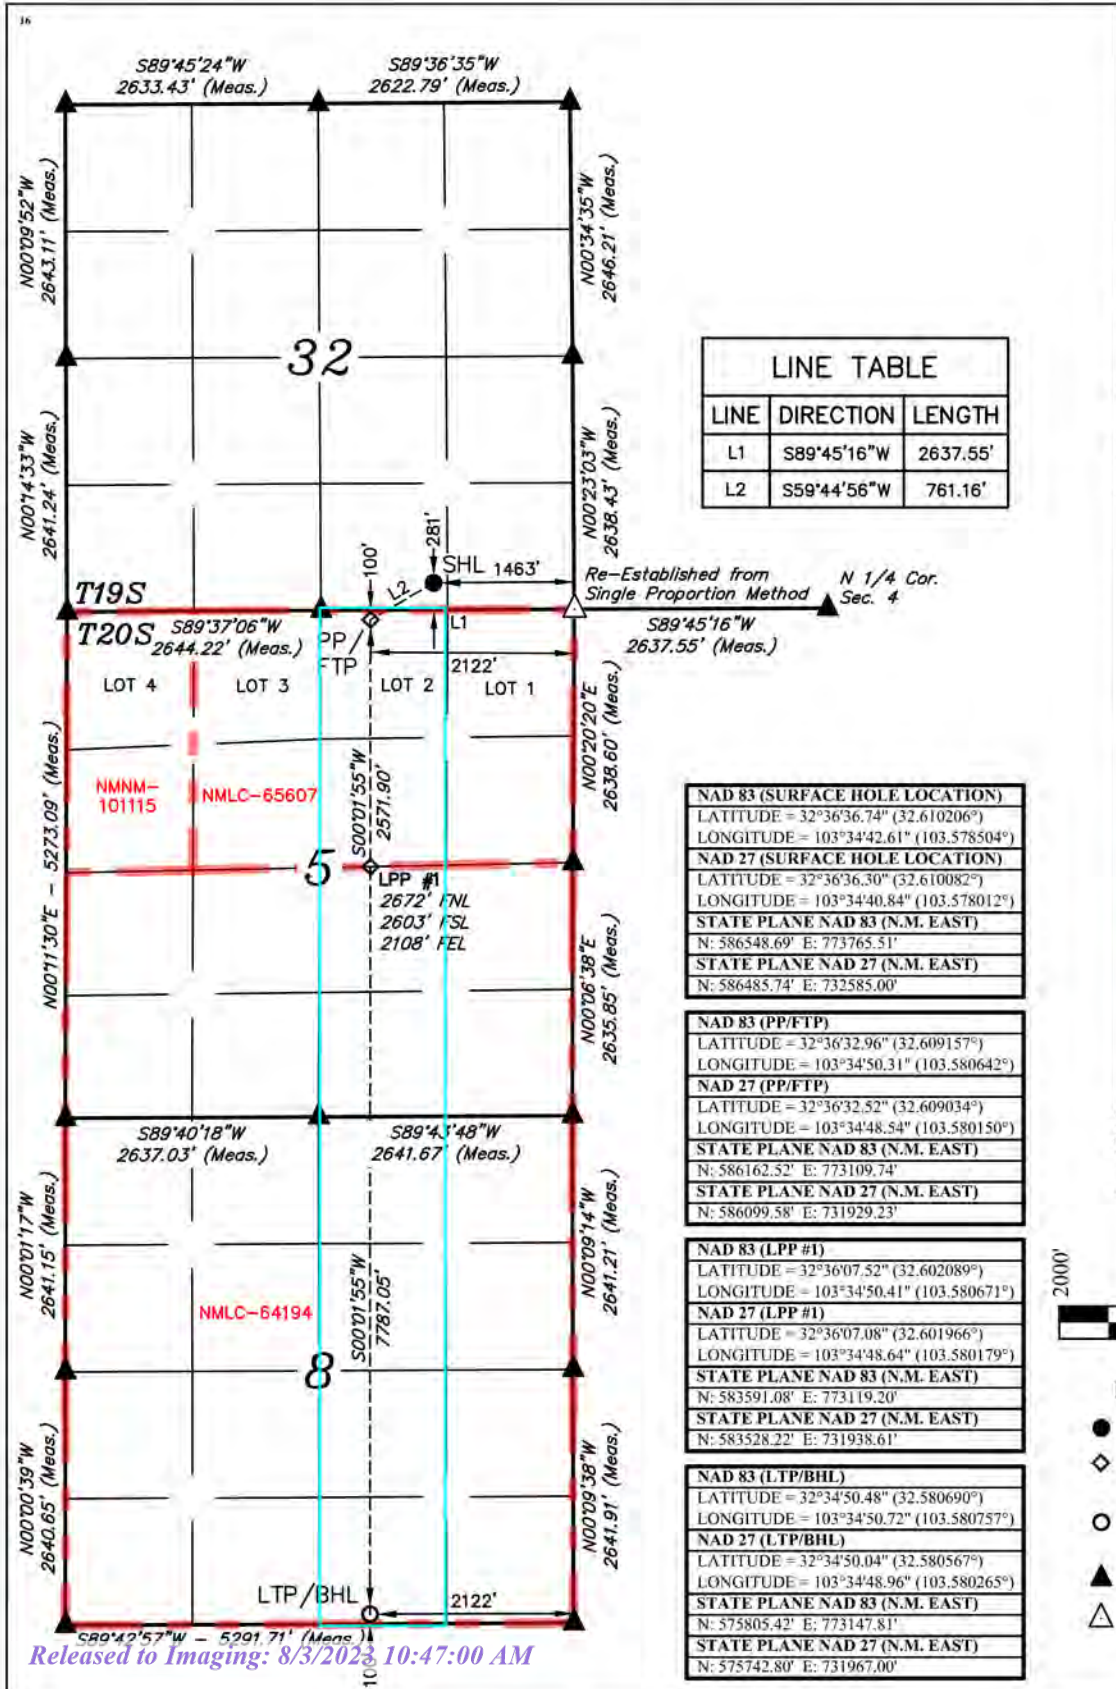 36
S89°45'24"W
2633.43' (Meas.)
S89°36'35"W
2622.79' (Meas.)
N00°09'52"W
2643.11' (Meas.)
N00°34'35"W
2646.21' (Meas.)
32
N00°14'33"W
2641.24' (Meas.)
N00°23'03"W
2638.43' (Meas.)
LINE TABLE
LINE DIRECTION LENGTH
L1 S89°45'16"W 2637.55'
L2 S59°44'56"W 761.16'
100'
281'
SHL 1463'
L2
Re-Established from
Single Proportion Method
N 1/4 Cor.
Sec. 4
T19S
T20S
S89°37'06"W
2644.22' (Meas.)
PP/
FTP
L1
2122'
S89°45'16"W
2637.55' (Meas.)
LOT 4
LOT 3
LOT 2
LOT 1
N00°20'20"E
2638.60' (Meas.)
N00°11'30"E - 5273.09' (Meas.)
NMNM-
101115
NMLC-65607
S00°01'55"W
2571.90'
5
LPP #1
2672' FNL
2603' FSL
2108' FEL
N00°06'38"E
2635.85' (Meas.)
S89°40'18"W
2637.03' (Meas.)
S89°43'48"W
2641.67' (Meas.)
N00°01'17"W
2641.15' (Meas.)
N00°09'14"W
2641.21' (Meas.)
NMLC-64194
S00°01'55"W
7787.05'
8
N00°00'39"W
2640.65' (Meas.)
N00°09'38"W
2641.91' (Meas.)
LTP/BHL
2122'
S89°42'57"W - 5291.71' (Meas.)
100'
NAD 83 (SURFACE HOLE LOCATION)
LATITUDE = 32°36'36.74" (32.610206°)
LONGITUDE = 103°34'42.61" (103.578504°)
NAD 27 (SURFACE HOLE LOCATION)
LATITUDE = 32°36'36.30" (32.610082°)
LONGITUDE = 103°34'40.84" (103.578012°)
STATE PLANE NAD 83 (N.M. EAST)
N: 586548.69' E: 773765.51'
STATE PLANE NAD 27 (N.M. EAST)
N: 586485.74' E: 732585.00'
NAD 83 (PP/FTP)
LATITUDE = 32°36'32.96" (32.609157°)
LONGITUDE = 103°34'50.31" (103.580642°)
NAD 27 (PP/FTP)
LATITUDE = 32°36'32.52" (32.609034°)
LONGITUDE = 103°34'48.54" (103.580150°)
STATE PLANE NAD 83 (N.M. EAST)
N: 586162.52' E: 773109.74'
STATE PLANE NAD 27 (N.M. EAST)
N: 586099.58' E: 731929.23'
NAD 83 (LPP #1)
LATITUDE = 32°36'07.52" (32.602089°)
LONGITUDE = 103°34'50.41" (103.580671°)
NAD 27 (LPP #1)
LATITUDE = 32°36'07.08" (32.601966°)
LONGITUDE = 103°34'48.64" (103.580179°)
STATE PLANE NAD 83 (N.M. EAST)
N: 583591.08' E: 773119.20'
STATE PLANE NAD 27 (N.M. EAST)
N: 583528.22' E: 731938.61'
NAD 83 (LTP/BHL)
LATITUDE = 32°34'50.48" (32.580690°)
LONGITUDE = 103°34'50.72" (103.580757°)
NAD 27 (LTP/BHL)
LATITUDE = 32°34'50.04" (32.580567°)
LONGITUDE = 103°34'48.96" (103.580265°)
STATE PLANE NAD 83 (N.M. EAST)
N: 575805.42' E: 773147.81'
STATE PLANE NAD 27 (N.M. EAST)
N: 575742.80' E: 731967.00'
2000'
Released to Imaging: 8/3/2023 10:47:00 AM